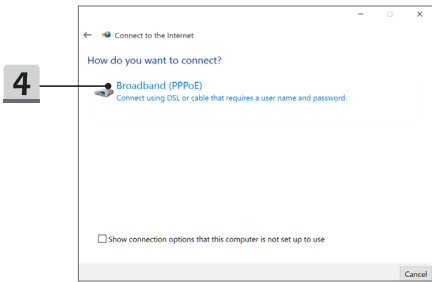 Connect to the Internet
How do you want to connect?
4
Broadband (PPPoE)
Connect using DSL or cable that requires a user name and password.
Show connection options that this computer is not set up to use
Cancel